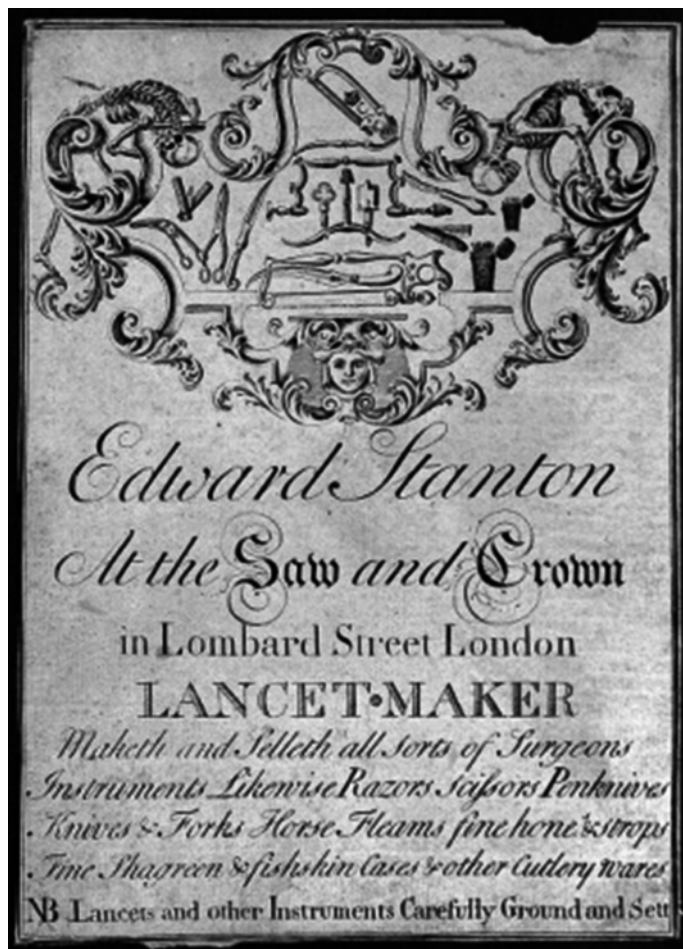 Edward Stanton
At the Saw and Crown
in Lombard Street London
LANCET•MAKER
Maketh and Selleth all sorts of Surgeons
Instruments Likewise Razors Scißors Penknives
Knives & Forks Horse Fleams fine hone's & strops
Fine Shagreen & fishskin Cases & other Cutlery wares
NB Lancets and other Instruments Carefully Ground and Sett